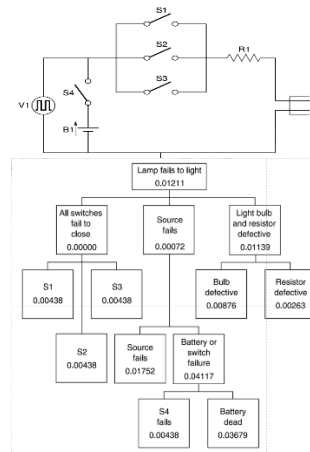 S1
S2
R1
S4
S3
V1
B1
Lamp fails to light
0.01211
All switches
fail to
close
0.00000
Source
fails
0.00072
Light bulb
and resistor
defective
0.01139
S1
0.00438
S3
0.00438
Bulb
defective
0.00876
Resistor
defective
0.00263
S2
0.00438
Source
fails
0.01752
Battery or
switch
failure
0.04117
S4
fails
0.00438
Battery
dead
0.03679